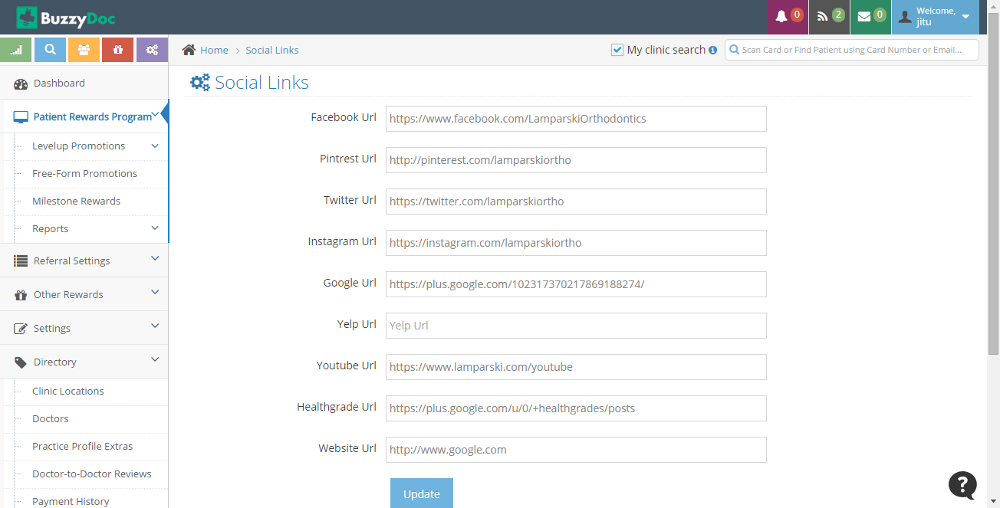 BuzzyDoc
0
2
0
Welcome,
jitu
Home > Social Links
My clinic search
Scan Card or Find Patient using Card Number or Email...
Dashboard
Patient Rewards Program
Levelup Promotions
Free-Form Promotions
Milestone Rewards
Reports
Referral Settings
Other Rewards
Settings
Directory
Clinic Locations
Doctors
Practice Profile Extras
Doctor-to-Doctor Reviews
Payment History
Social Links
Facebook Url https://www.facebook.com/LamparskiOrthodontics
Pintrest Url http://pinterest.com/lamparskiortho
Twitter Url https://twitter.com/lamparskiortho
Instagram Url https://instagram.com/lamparskiortho
Google Url https://plus.google.com/102317370217869188274/
Yelp Url Yelp Url
Youtube Url https://www.lamparski.com/youtube
Healthgrade Url https://plus.google.com/u/0/+healthgrades/posts
Website Url http://www.google.com
Update
?